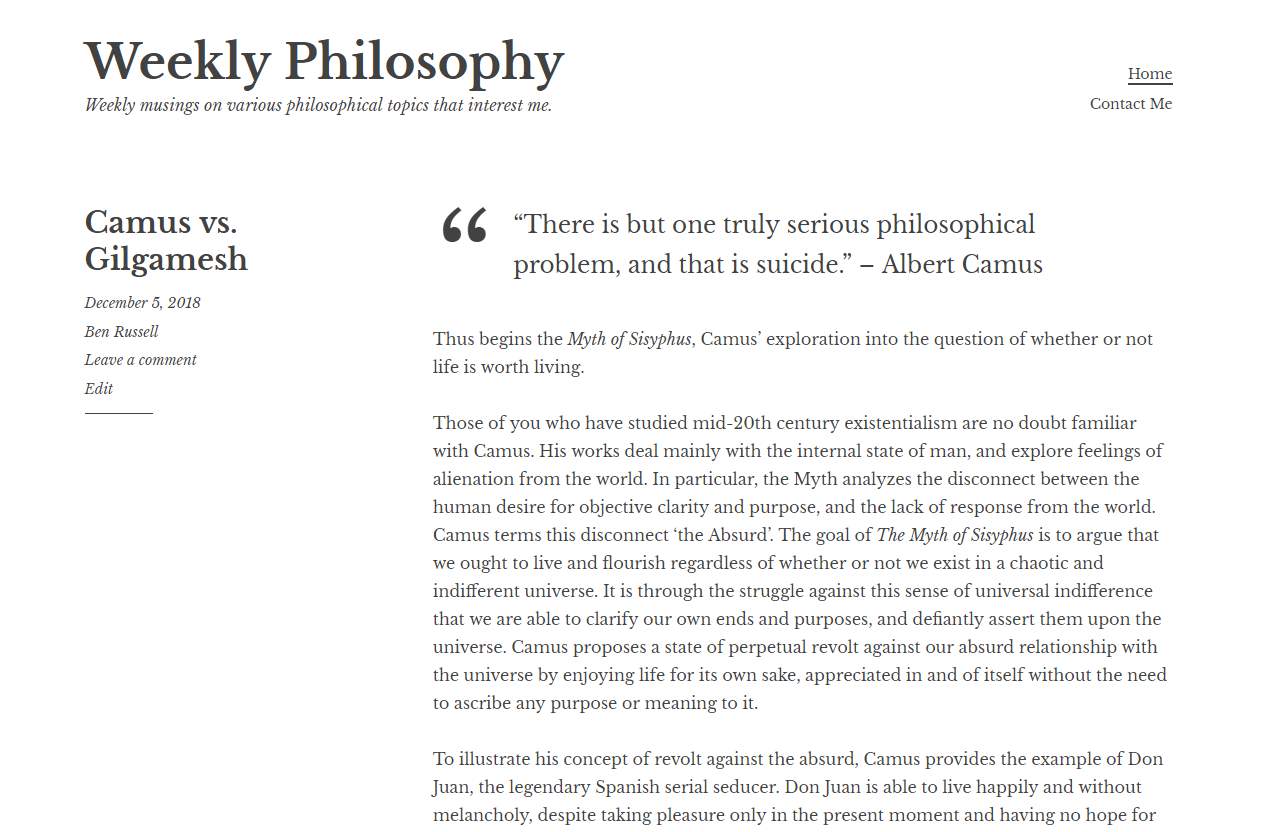 Weekly Philosophy
Weekly musings on various philosophical topics that interest me.
Home
Contact Me
Camus vs.
Gilgamesh
December 5, 2018
Ben Russell
Leave a comment
Edit
“There is but one truly serious philosophical
problem, and that is suicide.” – Albert Camus
Thus begins the Myth of Sisyphus, Camus’ exploration into the question of whether or not
life is worth living.
Those of you who have studied mid-20th century existentialism are no doubt familiar
with Camus. His works deal mainly with the internal state of man, and explore feelings of
alienation from the world. In particular, the Myth analyzes the disconnect between the
human desire for objective clarity and purpose, and the lack of response from the world.
Camus terms this disconnect ‘the Absurd’. The goal of The Myth of Sisyphus is to argue that
we ought to live and flourish regardless of whether or not we exist in a chaotic and
indifferent universe. It is through the struggle against this sense of universal indifference
that we are able to clarify our own ends and purposes, and defiantly assert them upon the
universe. Camus proposes a state of perpetual revolt against our absurd relationship with
the universe by enjoying life for its own sake, appreciated in and of itself without the need
to ascribe any purpose or meaning to it.
To illustrate his concept of revolt against the absurd, Camus provides the example of Don
Juan, the legendary Spanish serial seducer. Don Juan is able to live happily and without
melancholy, despite taking pleasure only in the present moment and having no hope for